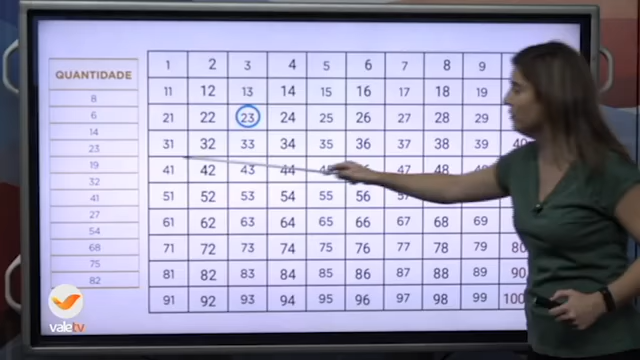 QUANTIDADE
8
6
14
23
19
32
41
27
54
68
75
82
1 2 3 4 5 6 7 8 9
11 12 13 14 15 16 17 18 19
21 22 23 24 25 26 27 28 29
31 32 33 34 35 36 37 38 39 40
41 42 43 44 45 46 47 48 49
51 52 53 54 55 56 57
61 62 63 64 65 66 67 68 69
71 72 73 74 75 76 77 78 79 80
81 82 83 84 85 86 87 88 89 90
91 92 93 94 95 96 97 98 99 100
valetv